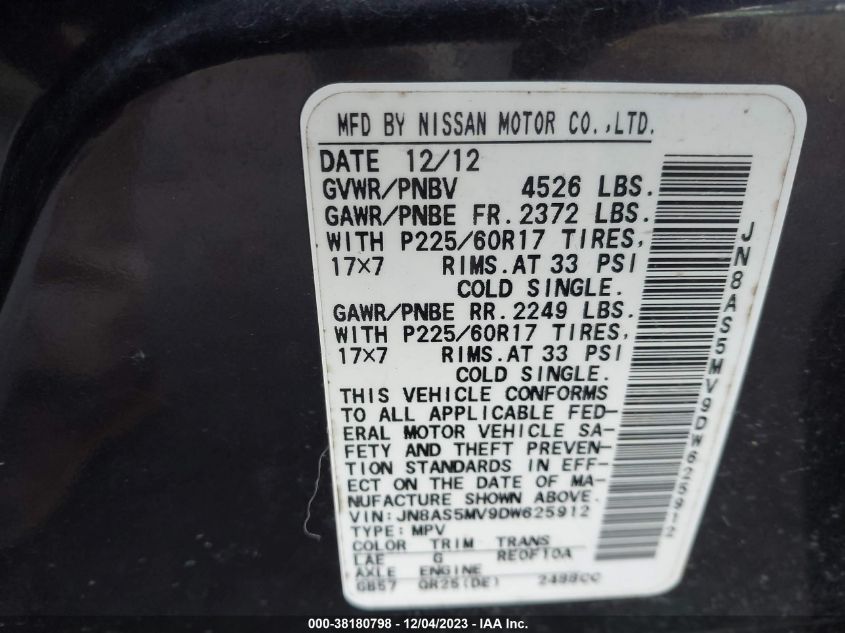 MFD BY NISSAN MOTOR CO.,LTD.
DATE 12/12
GVWR/PNBV 4526 LBS.
GAWR/PNBE FR. 2372 LBS.
WITH P225/60R17 TIRES,
17×7 RIMS.AT 33 PSI
COLD SINGLE.
GAWR/PNBE RR. 2249 LBS.
WITH P225/60R17 TIRES,
17×7 RIMS.AT 33 PSI
COLD SINGLE.
THIS VEHICLE CONFORMS
TO ALL APPLICABLE FED-
ERAL MOTOR VEHICLE SA-
FETY AND THEFT PREVEN-
TION STANDARDS IN EFF-
ECT ON THE DATE OF MA-
NUFACTURE SHOWN ABOVE.
VIN:JN8AS5MV9DW625912
TYPE:MPV
COLOR TRIM TRANS
LAE G RE0F10A
AXLE ENGINE
GB57 QR25(DE) 2488CC
JN8AS5MV9DW625912
000-38180798 - 12/04/2023 - IVN - U.S.